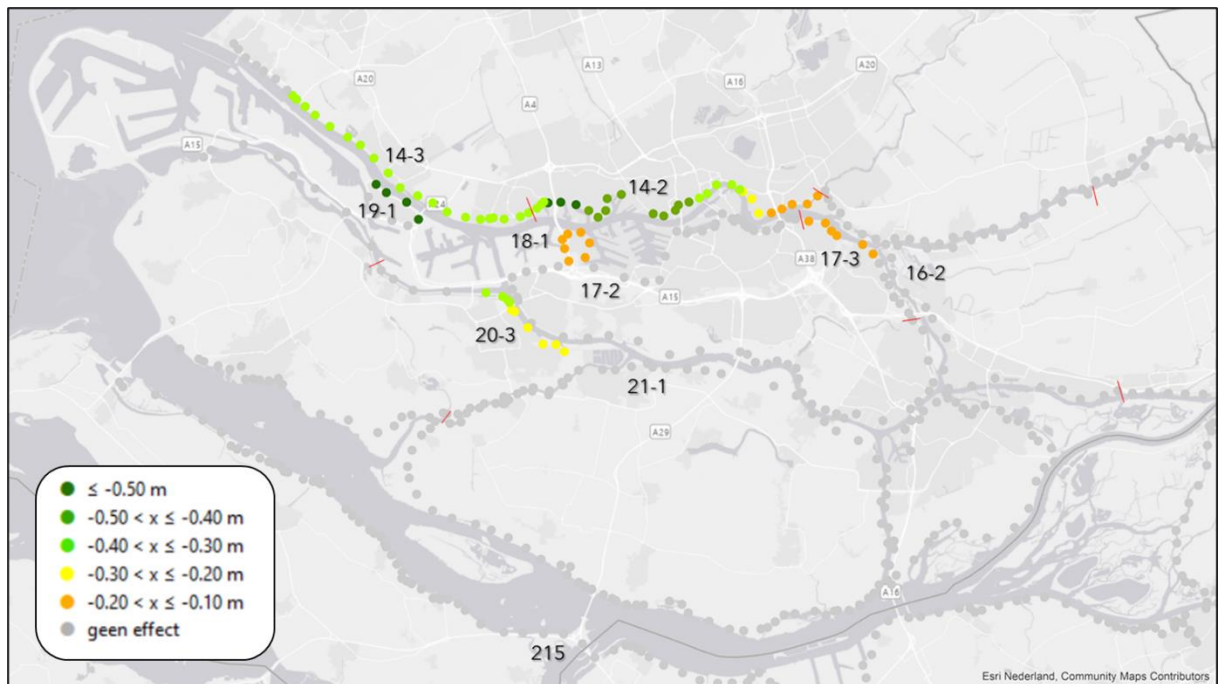 A20
A13
A16
A20
A4
A15
14-3
14-2
19-1
A24
18-1
17-3
A38
16-2
17-2
A15
20-3
21-1
A29
≤ -0.50 m
-0.50 < x ≤ -0.40 m
-0.40 < x ≤ -0.30 m
-0.30 < x ≤ -0.20 m
-0.20 < x ≤ -0.10 m
geen effect
A16
215
Esri Nederland, Community Maps Contributors